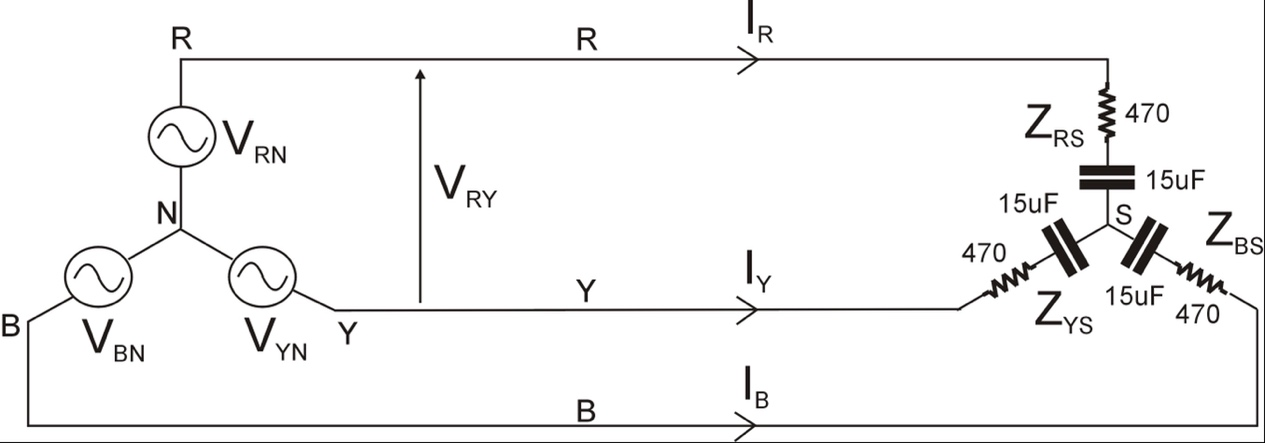 R
R
I_R
V_RN
V_RY
Z_RS
470
15uF
N
S
15uF
Z_BS
470
Z_YS
15uF
470
B
V_BN
V_YN
Y
Y
I_Y
B
I_B